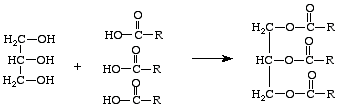 O
C
HO R
O
H₂C—OH
HC—OH + HO C R
H₂C—OH
O
HO C R
O
H₂C—O C R
O
HC—O C R
O
H₂C—O C R